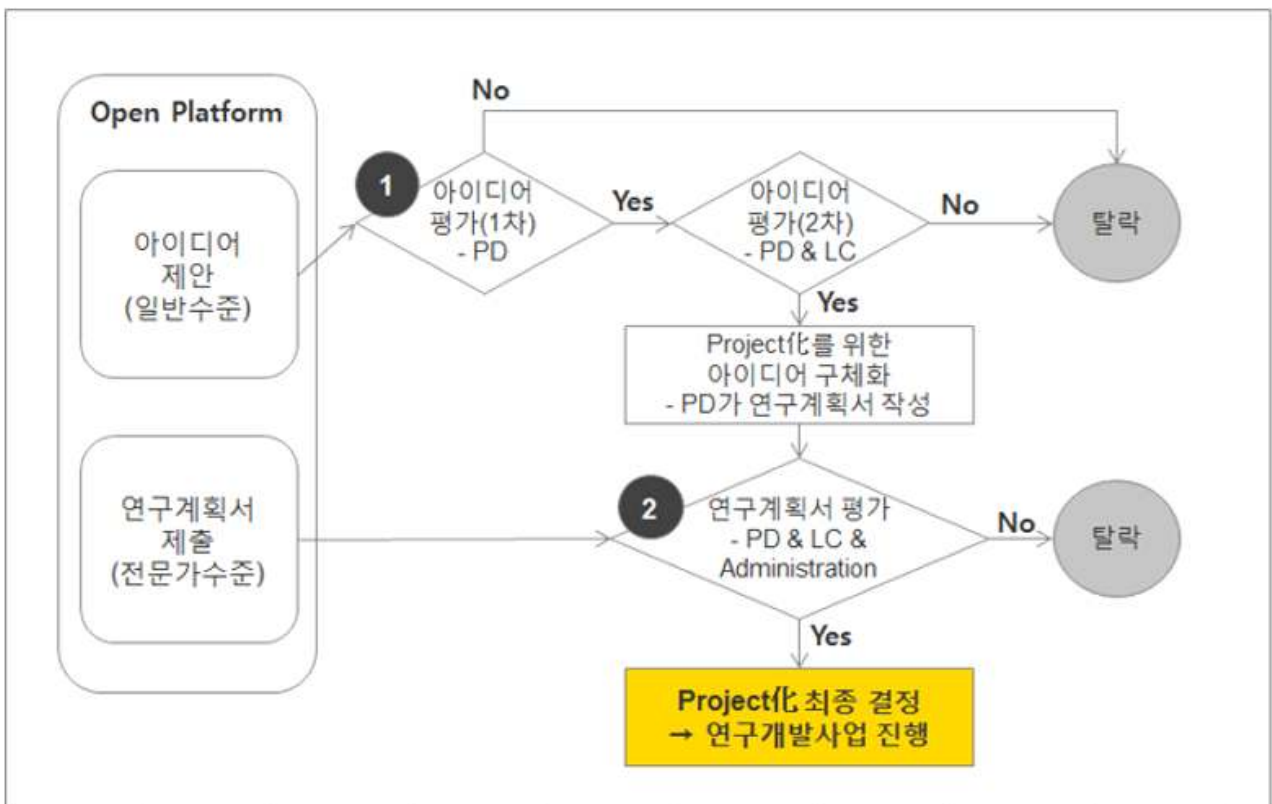 Open Platform
아이디어
제안
(일반수준)
연구계획서
제출
(전문가수준)
No
1
아이디어
평가(1차)
- PD
Yes
아이디어
평가(2차)
- PD & LC
No
탈락
Yes
Project化를 위한
아이디어 구체화
- PD가 연구계획서 작성
2
연구계획서 평가
- PD & LC &
Administration
No
탈락
Yes
Project化 최종 결정
→ 연구개발사업 진행